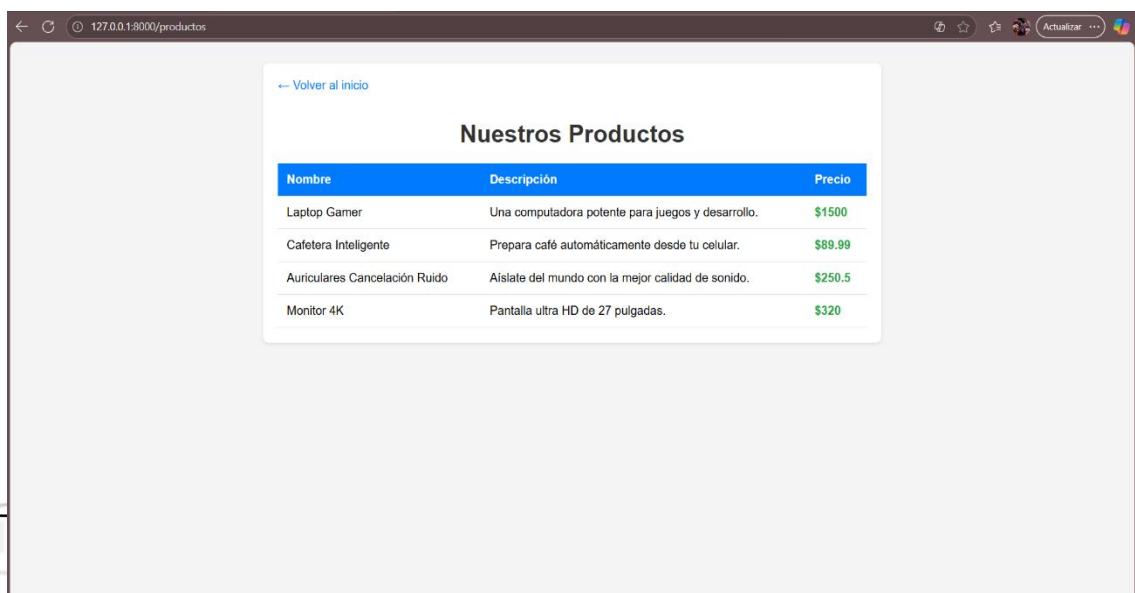 127.0.0.1:8000/productos
Actualizar
← Volver al inicio
Nuestros Productos
Nombre Descripción Precio
Laptop Gamer Una computadora potente para juegos y desarrollo. $1500
Cafetera Inteligente Prepara café automáticamente desde tu celular. $89.99
Auriculares Cancelación Ruido Aíslate del mundo con la mejor calidad de sonido. $250.5
Monitor 4K Pantalla ultra HD de 27 pulgadas. $320